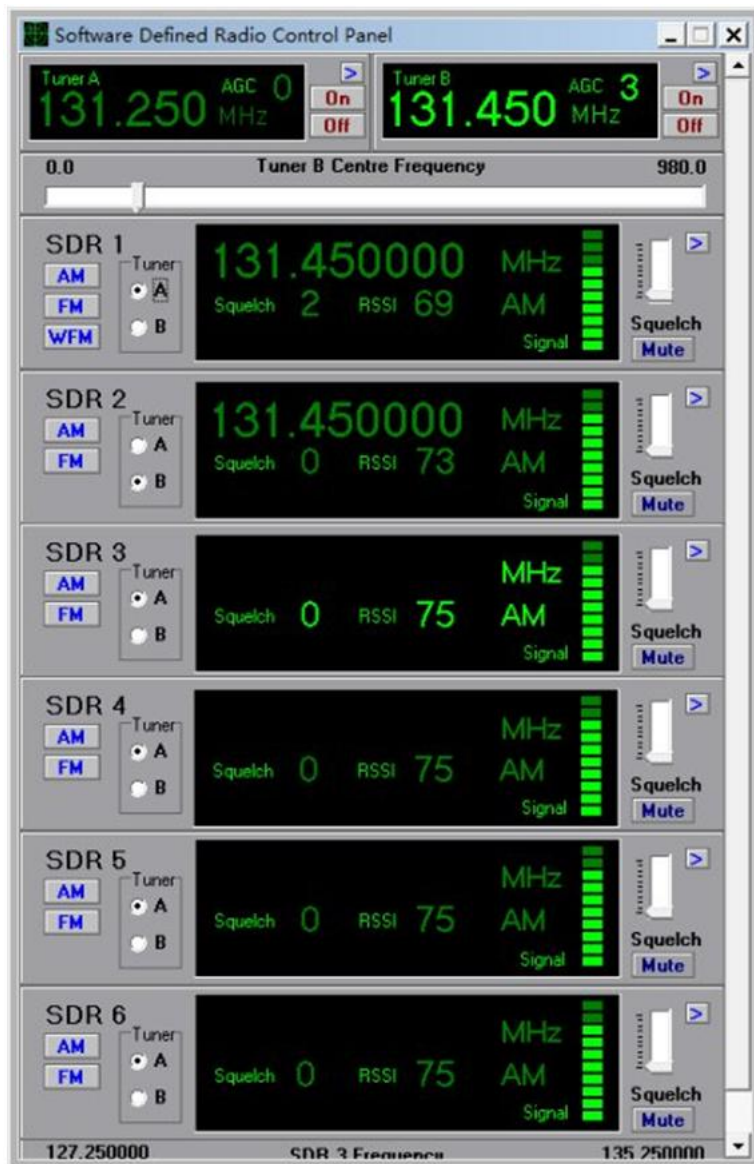 Software Defined Radio Control Panel
Tuner A AGC 0 > Tuner B AGC 3 >
131.250 MHz On 131.450 MHz On
Off Off
0.0 Tuner B Centre Frequency 980.0
SDR 1 131.450000 MHz >
AM Tuner
A Squelch 2 RSSI 69 AM
FM B Squelch
WFM Signal Mute
SDR 2 131.450000 MHz >
AM Tuner
A Squelch 0 RSSI 73 AM
FM B Squelch
Signal Mute
SDR 3 MHz >
AM Tuner
A Squelch 0 RSSI 75 AM
FM B Squelch
Signal Mute
SDR 4 MHz >
AM Tuner
A Squelch 0 RSSI 75 AM
FM B Squelch
Signal Mute
SDR 5 MHz >
AM Tuner
A Squelch 0 RSSI 75 AM
FM B Squelch
Signal Mute
SDR 6 MHz >
AM Tuner
A Squelch 0 RSSI 75 AM
FM B Squelch
Signal Mute
127.250000 SDR 3 Frequency 135.250000